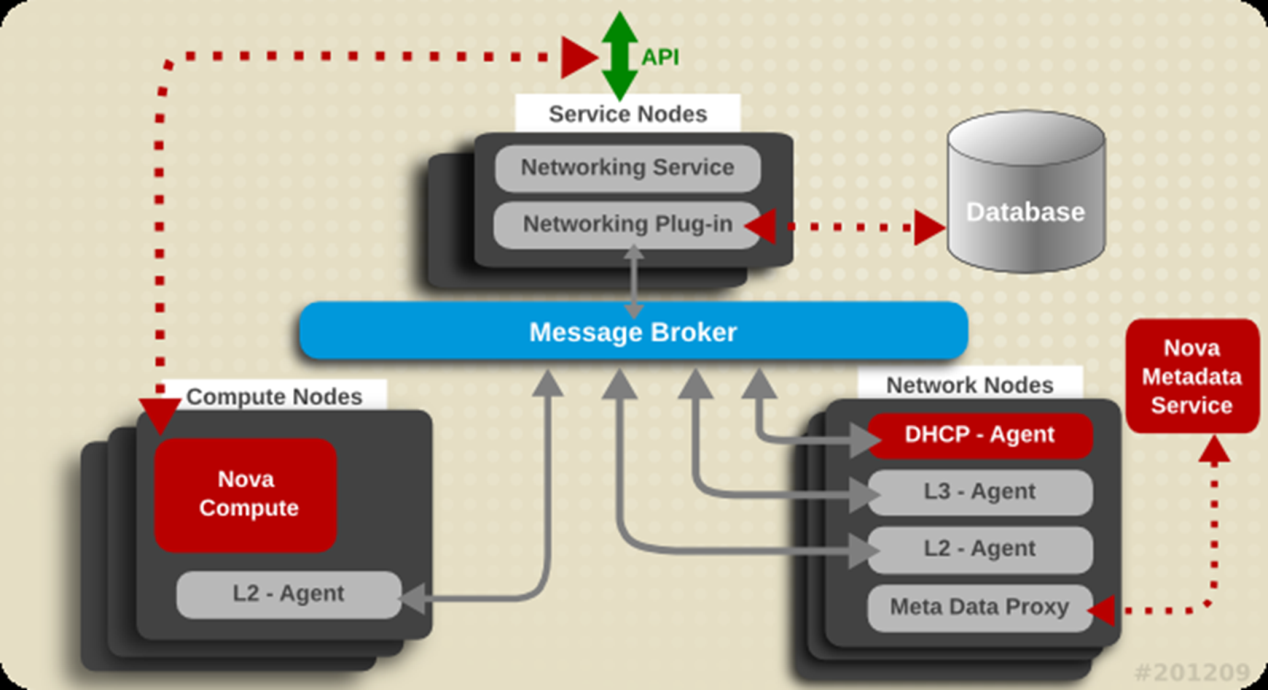 API
Service Nodes
Networking Service
Networking Plug-in
Database
Message Broker
Nova
Metadata
Service
Compute Nodes
Nova
Compute
L2 - Agent
Network Nodes
DHCP - Agent
L3 - Agent
L2 - Agent
Meta Data Proxy
#201209